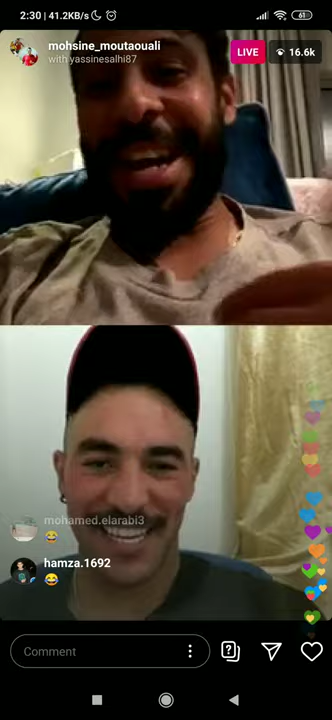 2:30 | 41.2KB/s
61
mohsine_moutaouali
with yassinesalhi87
LIVE
16.6k
mohamed.elarabi3
😂
hamza.1692
😂
Comment